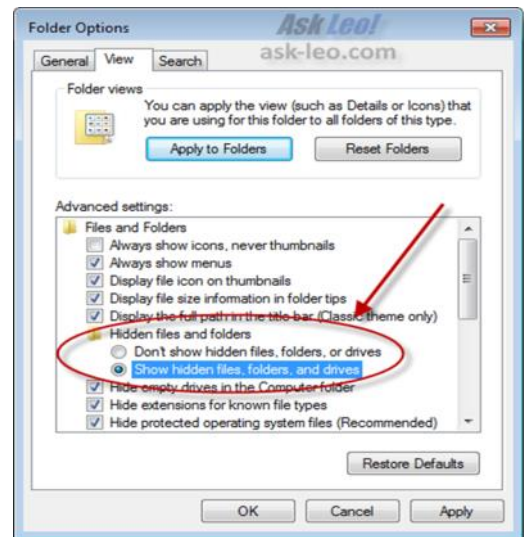 Folder Options
Ask Leo!
ask-leo.com
General View Search
Folder views
You can apply the view (such as Details or Icons) that
you are using for this folder to all folders of this type.
Apply to Folders Reset Folders
Advanced settings:
Files and Folders
Always show icons, never thumbnails
Always show menus
Display file icon on thumbnails
Display file size information in folder tips
Display the full path in the title bar (Classic theme only)
Hidden files and folders
Don't show hidden files, folders, or drives
Show hidden files, folders, and drives
Hide empty drives in the Computer folder
Hide extensions for known file types
Hide protected operating system files (Recommended)
Restore Defaults
OK Cancel Apply